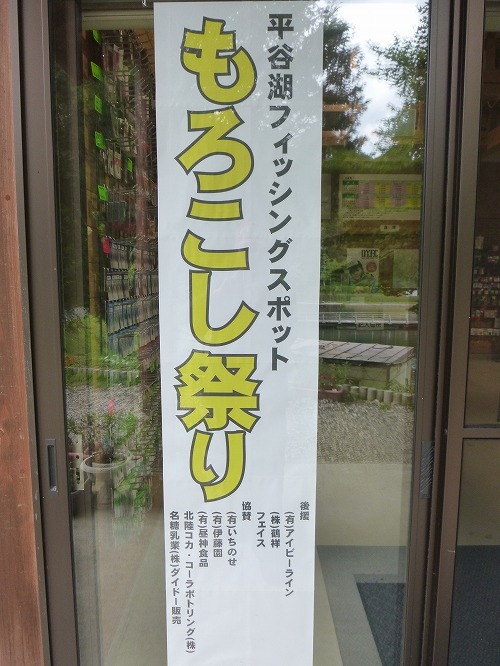 平谷湖フィッシングスポット
もろこし祭り
後援
(有)アイビーライン
(株)鶴祥
フェイス
協賛
(有)いちのせ
(有)伊藤園
(有)昼神食品
北陸コカ・コーラボトリング(株)
名糖乳業(株)ダイドー販売